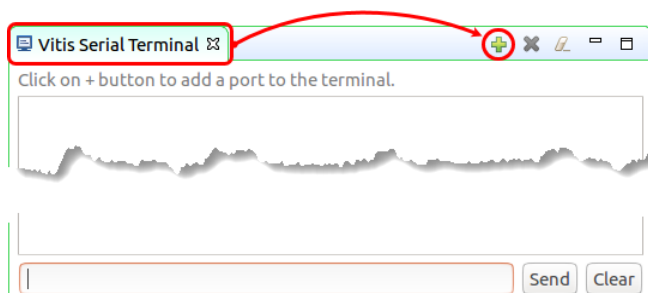 Vitis Serial Terminal
Click on + button to add a port to the terminal.
Send Clear